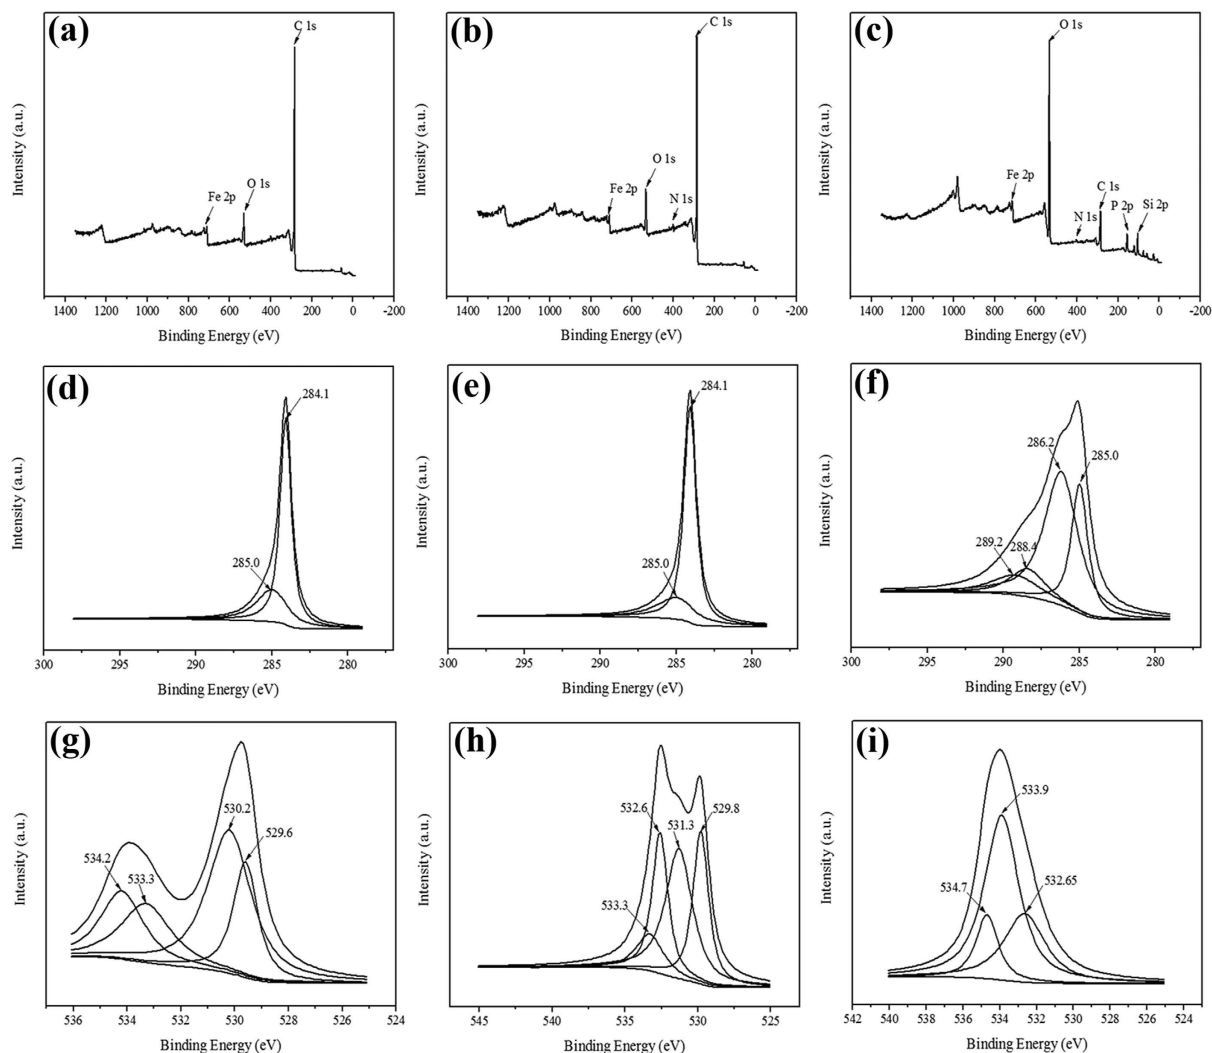 (a)
C 1s
Fe 2p
O 1s
Intensity (a.u.)
1400 1200 1000 800 600 400 200 0 -200
Binding Energy (eV)
(b)
C 1s
O 1s
Fe 2p
N 1s
Intensity (a.u.)
1400 1200 1000 800 600 400 200 0 -200
Binding Energy (eV)
(c)
O 1s
Fe 2p
C 1s
P 2p
Si 2p
N 1s
Intensity (a.u.)
1400 1200 1000 800 600 400 200 0 -200
Binding Energy (eV)
(d)
284.1
285.0
Intensity (a.u.)
300 295 290 285 280
Binding Energy (eV)
(e)
284.1
285.0
Intensity (a.u.)
300 295 290 285 280
Binding Energy (eV)
(f)
286.2
285.0
289.2
288.4
Intensity (a.u.)
300 295 290 285 280
Binding Energy (eV)
(g)
530.2
529.6
534.2
533.3
Intensity (a.u.)
536 534 532 530 528 526 524
Binding Energy (eV)
(h)
532.6
531.3
529.8
533.3
Intensity (a.u.)
545 540 535 530 525
Binding Energy (eV)
(i)
533.9
534.7
532.65
Intensity (a.u.)
542 540 538 536 534 532 530 528 526 524
Binding Energy (eV)